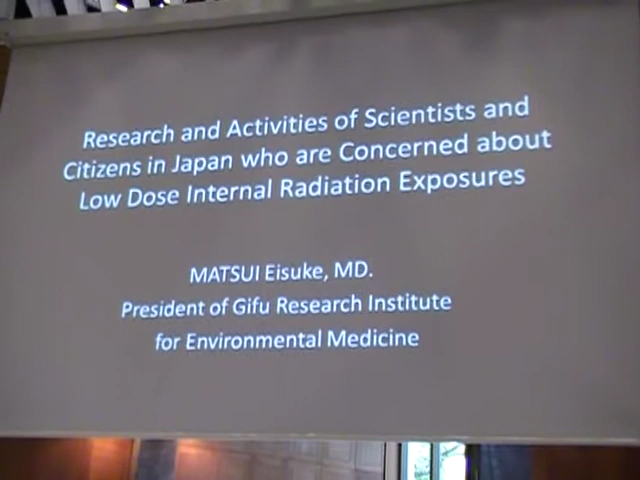 Research and Activities of Scientists and
Citizens in Japan who are Concerned about
Low Dose Internal Radiation Exposures
MATSUI Eisuke, MD.
President of Gifu Research Institute
for Environmental Medicine